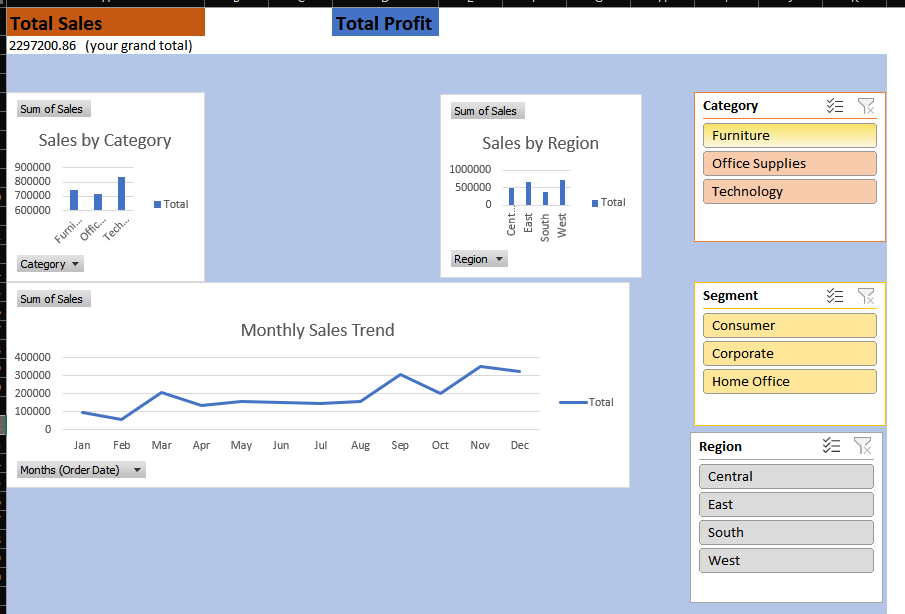 Total Sales
Total Profit
2297200.86 (your grand total)
Sum of Sales
Sales by Category
900000
800000
700000
600000
Furni...
Offic...
Tech...
Total
Category
Sum of Sales
Sales by Region
1000000
500000
0
Cent...
East
South
West
Total
Region
Sum of Sales
Monthly Sales Trend
400000
300000
200000
100000
0
Jan Feb Mar Apr May Jun Jul Aug Sep Oct Nov Dec
Total
Months (Order Date)
Category
Furniture
Office Supplies
Technology
Segment
Consumer
Corporate
Home Office
Region
Central
East
South
West